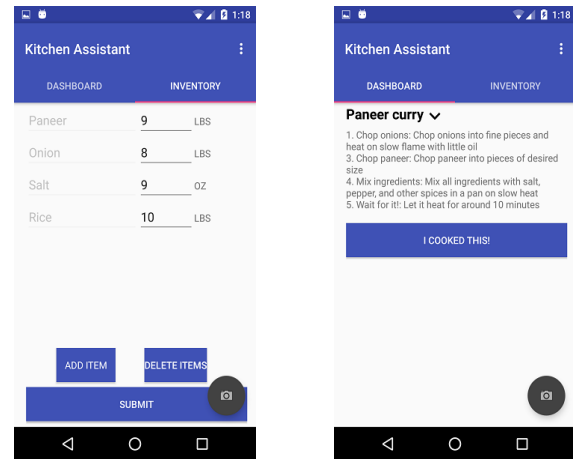 1:18
Kitchen Assistant
DASHBOARD INVENTORY
Paneer 9 LBS
Onion 8 LBS
Salt 9 OZ
Rice 10 LBS
ADD ITEM DELETE ITEMS
SUBMIT
1:18
Kitchen Assistant
DASHBOARD INVENTORY
Paneer curry
1. Chop onions: Chop onions into fine pieces and
heat on slow flame with little oil
3. Chop paneer: Chop paneer into pieces of desired
size
4. Mix ingredients: Mix all ingredients with salt,
pepper, and other spices in a pan on slow heat
5. Wait for it!: Let it heat for around 10 minutes
I COOKED THIS!